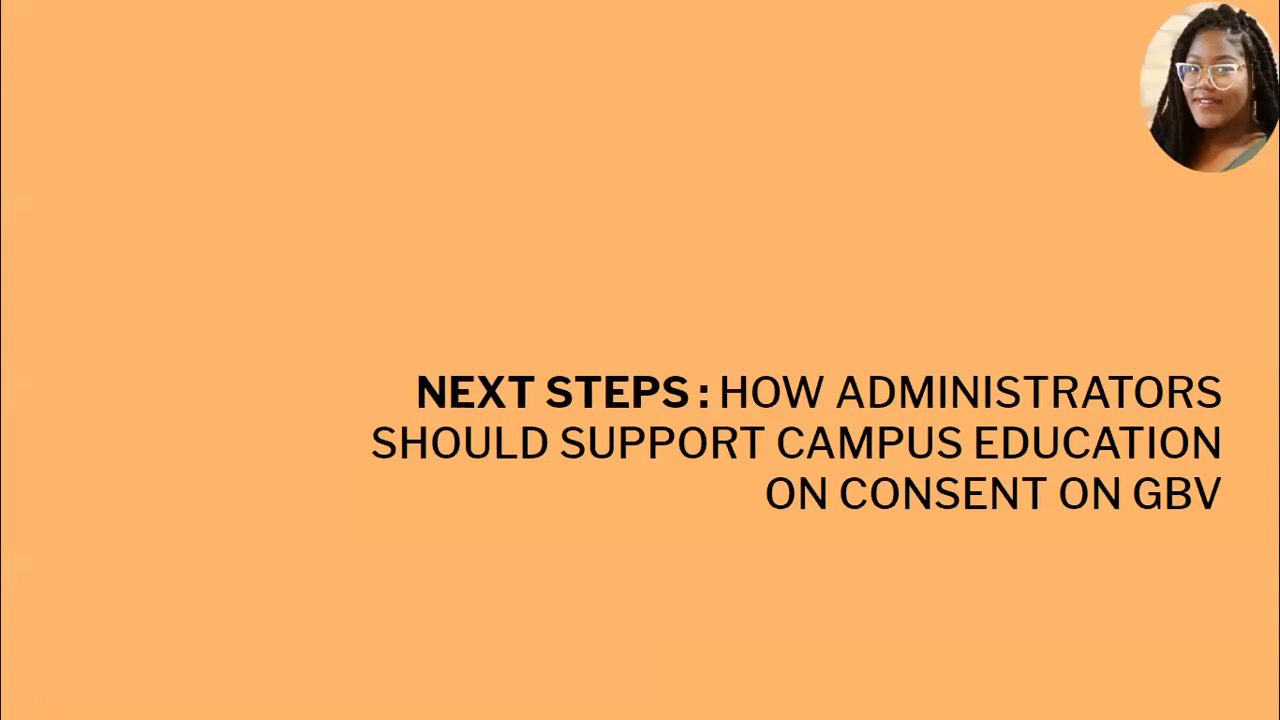 NEXT STEPS : HOW ADMINISTRATORS
SHOULD SUPPORT CAMPUS EDUCATION
ON CONSENT ON GBV